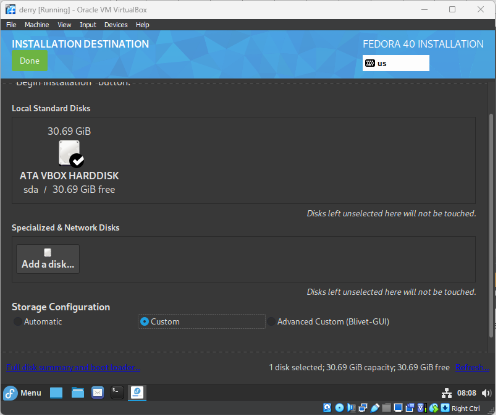 derry [Running] - Oracle VM VirtualBox
File Machine View Input Devices Help
INSTALLATION DESTINATION
FEDORA 40 INSTALLATION
Done
us
"Begin Installation" button.
Local Standard Disks
30.69 GiB
ATA VBOX HARDDISK
sda / 30.69 GiB free
Disks left unselected here will not be touched.
Specialized & Network Disks
Add a disk...
Disks left unselected here will not be touched.
Storage Configuration
Automatic
Custom
Advanced Custom (Blivet-GUI)
Full disk summary and boot loader...
1 disk selected; 30.69 GiB capacity; 30.69 GiB free Refresh...
Menu
08:08
Right Ctrl